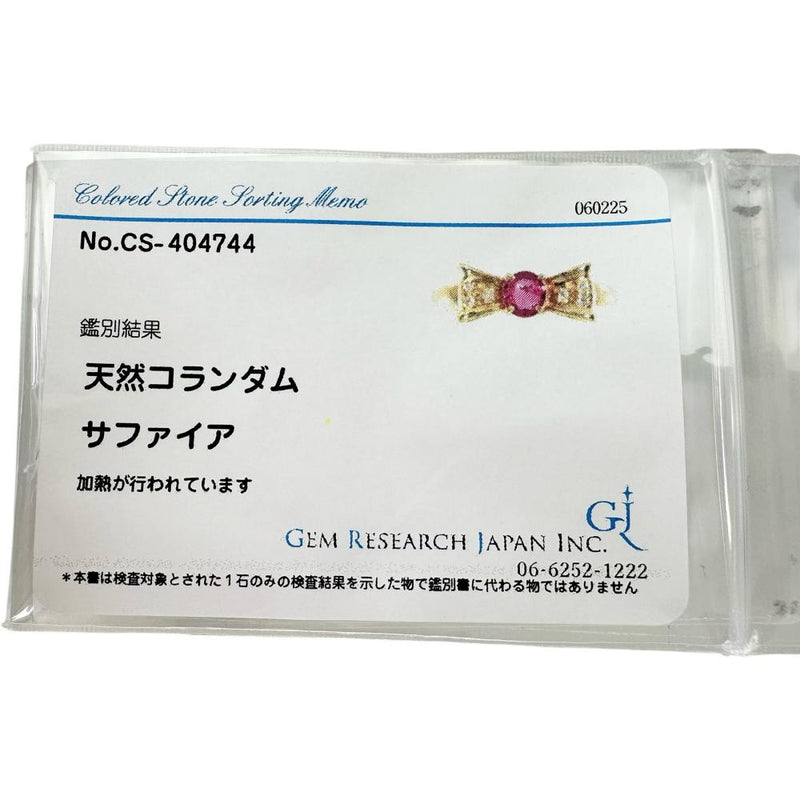 Colored Stone Sorting Memo
060225
No.CS-404744
鑑別結果
天然コランダム
サファイア
加熱が行われています
GJ
GEM RESEARCH JAPAN INC.
06-6252-1222
*本書は検査対象とされた1石のみの検査結果を示した物で鑑別書に代わる物ではありません